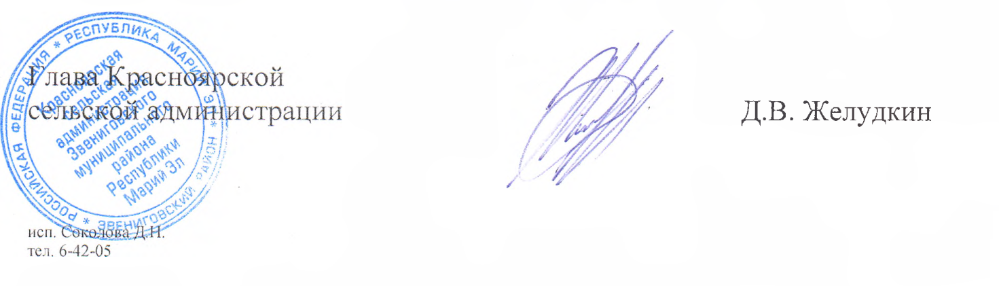 Глава Красноярской
сельской администрации
Д.В. Желудкин
РОССИЙСКАЯ ФЕДЕРАЦИЯ * РЕСПУБЛИКА МАРИЙ ЭЛ *
* ЗВЕНИГОВСКИЙ РАЙОН
Красноярская
сельская
администрация
Звениговского
муниципального
района
Республики
Марий Эл
исп. Соколова Д.Н.
тел. 6-42-05